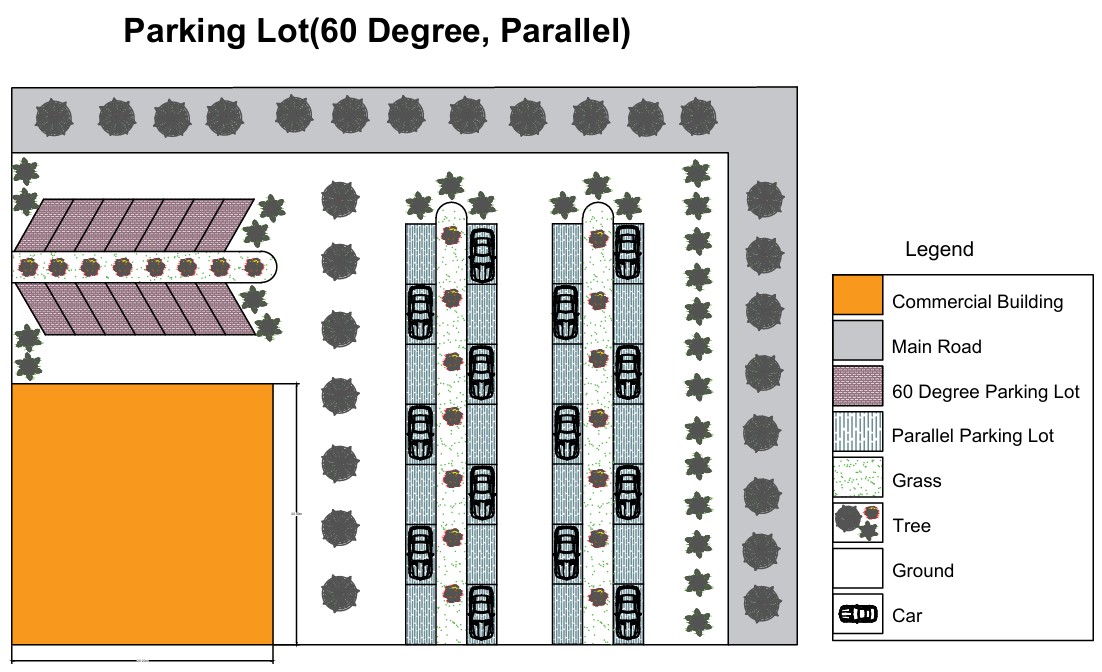 Parking Lot(60 Degree, Parallel)
Legend
Commercial Building
Main Road
60 Degree Parking Lot
Parallel Parking Lot
Grass
Tree
Ground
Car